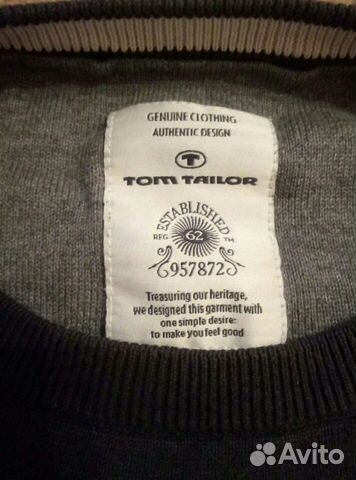 GENUINE CLOTHING
AUTHENTIC DESIGN
T
TOM TAILOR
ESTABLISHED
REG 62 TM
957872
Treasuring our heritage,
we designed this garment with
one simple desire:
to make you feel good
Avito